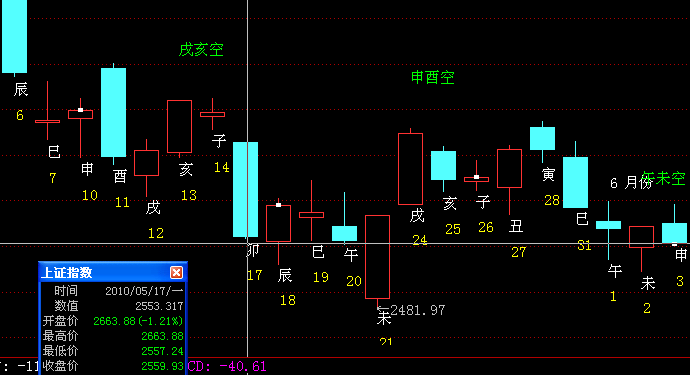 戌亥空
申酉空
午未空
6 月份
辰
6
巳
7
申
10
酉
11
戌
12
亥
13
子
14
卯
17
辰
18
巳
19
午
20
未
21
戌
24
亥
25
子
26
丑
27
寅
28
巳
31
午
1
未
2
申
3
←2481.97
上证指数
时间 2010/05/17/一
数值 2553.317
开盘价 2663.88(-1.21%)
最高价 2663.88
最低价 2557.24
收盘价 2559.93
: -11
CD: -40.61